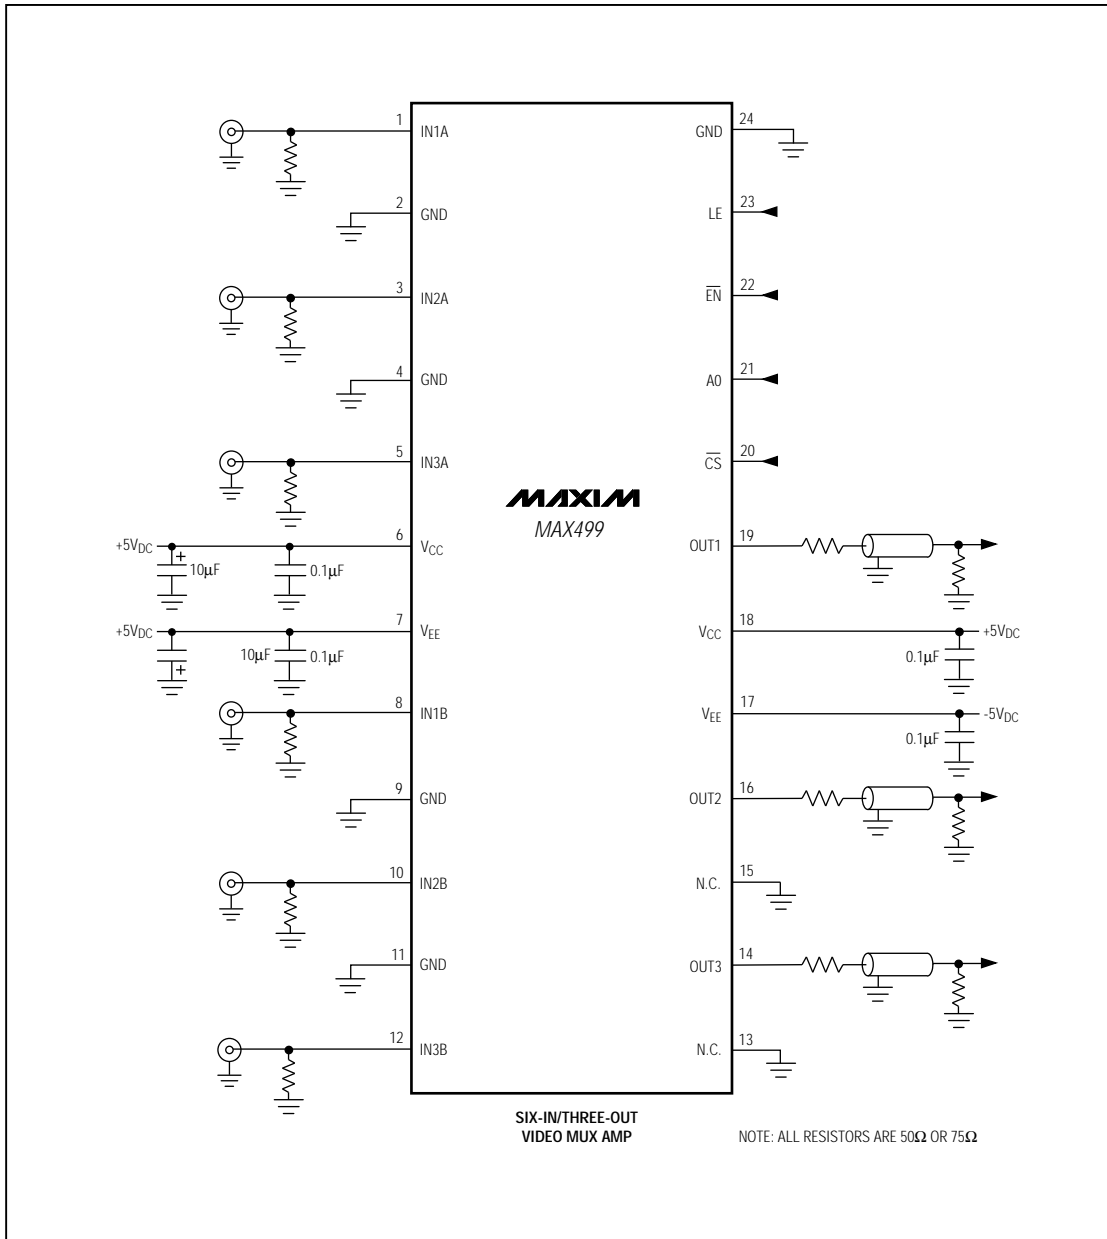 1 IN1A
2 GND
3 IN2A
4 GND
5 IN3A
+5VDC 6 VCC
+ 10µF 0.1µF
+5VDC 7 VEE
10µF 0.1µF
+
8 IN1B
9 GND
10 IN2B
11 GND
12 IN3B
MAXIM
MAX499
GND 24
LE 23
E̅N̅ 22
A0 21
C̅S̅ 20
OUT1 19
VCC 18 +5VDC
0.1µF
VEE 17 -5VDC
0.1µF
OUT2 16
N.C. 15
OUT3 14
N.C. 13
SIX-IN/THREE-OUT
VIDEO MUX AMP
NOTE: ALL RESISTORS ARE 50Ω OR 75Ω